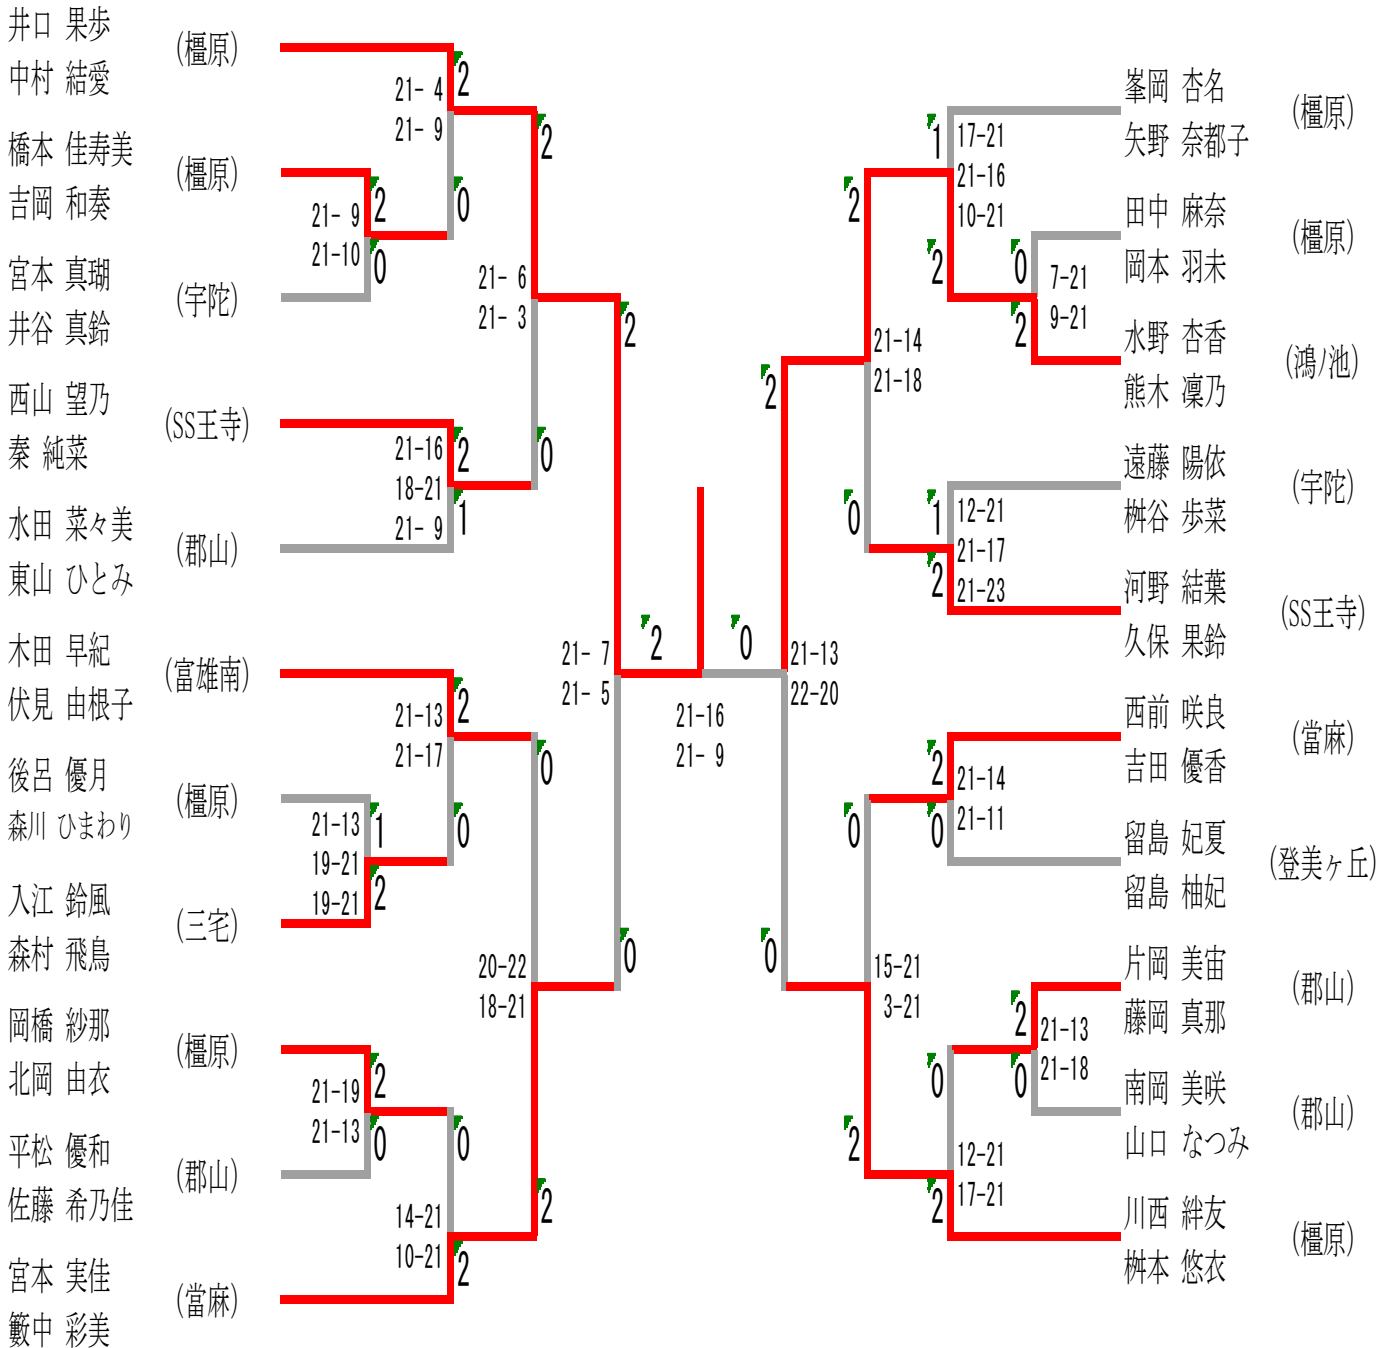 井口 果歩
中村 結愛
(橿原)
橋本 佳寿美
吉岡 和奏
(橿原)
宮本 真瑚
井谷 真鈴
(宇陀)
西山 望乃
秦 純菜
(SS王寺)
水田 菜々美
東山 ひとみ
(郡山)
木田 早紀
伏見 由根子
(富雄南)
後呂 優月
森川 ひまわり
(橿原)
入江 鈴風
森村 飛鳥
(三宅)
岡橋 紗那
北岡 由衣
(橿原)
平松 優和
佐藤 希乃佳
(郡山)
宮本 実佳
籔中 彩美
(當麻)
21- 9
21-10
2
0
21-13
19-21
19-21
1
2
21-19
21-13
2
0
21- 4
21- 9
2
0
21-16
18-21
21- 9
2
1
21-13
21-17
2
0
14-21
10-21
0
2
21- 6
21- 3
2
0
20-22
18-21
0
2
21- 7
21- 5
2
0
2
0
21-16
21- 9
21-13
22-20
2
0
21-14
21-18
2
0
15-21
3-21
0
2
17-21
21-16
10-21
1
2
12-21
21-17
21-23
1
2
21-14
21-11
2
0
12-21
17-21
0
2
7-21
9-21
0
2
21-13
21-18
2
0
峯岡 杏名
矢野 奈都子
(橿原)
田中 麻奈
岡本 羽未
(橿原)
水野 杏香
熊木 凜乃
(鴻ノ池)
遠藤 陽依
桝谷 歩菜
(宇陀)
河野 結葉
久保 果鈴
(SS王寺)
西前 咲良
吉田 優香
(當麻)
留島 妃夏
留島 柚妃
(登美ヶ丘)
片岡 美宙
藤岡 真那
(郡山)
南岡 美咲
山口 なつみ
(郡山)
川西 絆友
桝本 悠衣
(橿原)